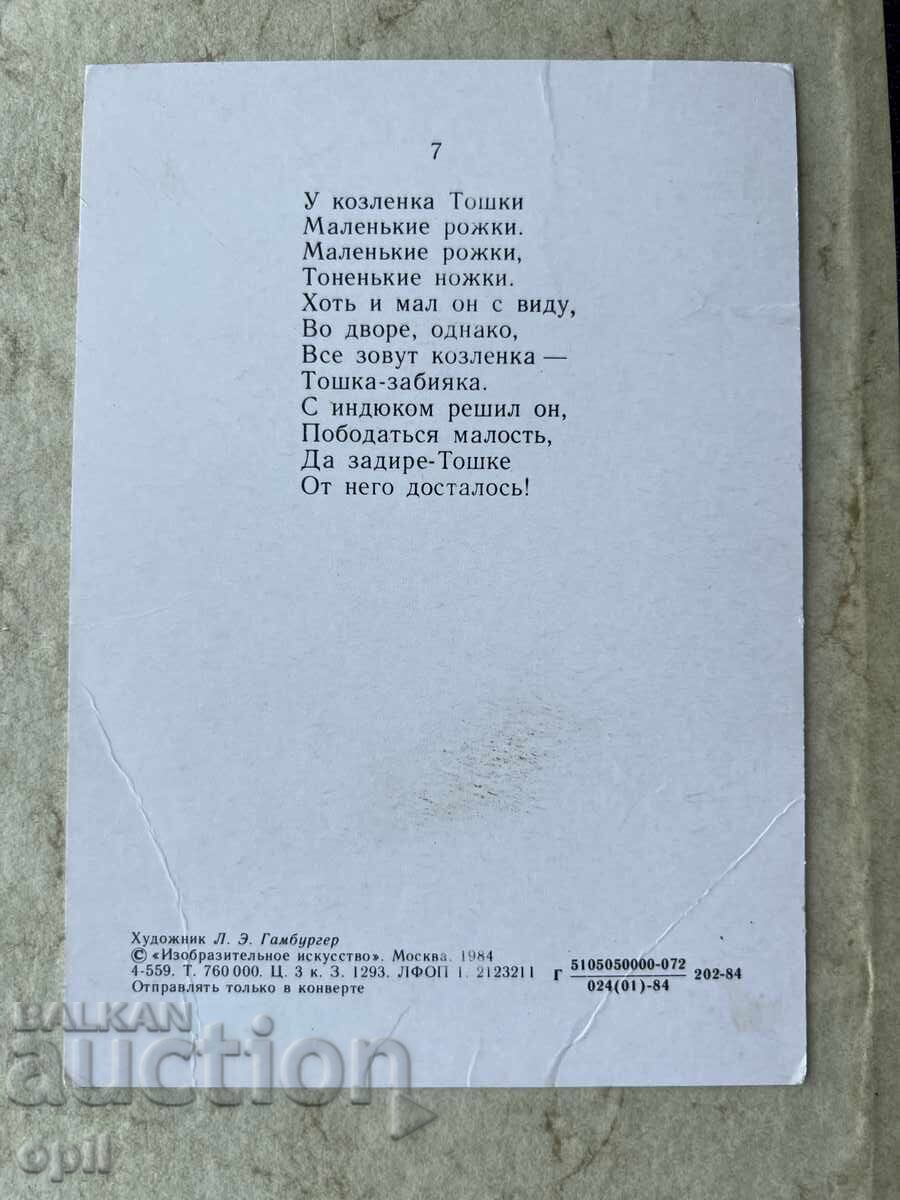 7
У козленка Тошки
Маленькие рожки.
Маленькие рожки,
Тоненькие ножки.
Хоть и мал он с виду,
Во дворе, однако,
Все зовут козленка —
Тошка-забияка.
С индюком решил он,
Пободаться малость,
Да задире-Тошке
От него досталось!
Художник Л. Э. Гамбургер
© «Изобразительное искусство». Москва. 1984
4-559. Т. 760 000. Ц. 3 к. З. 1293. ЛФОП 1. 2123211
Г 5105050000-072 202-84
024(01)-84
Отправлять только в конверте
BALKAN
auction
opil